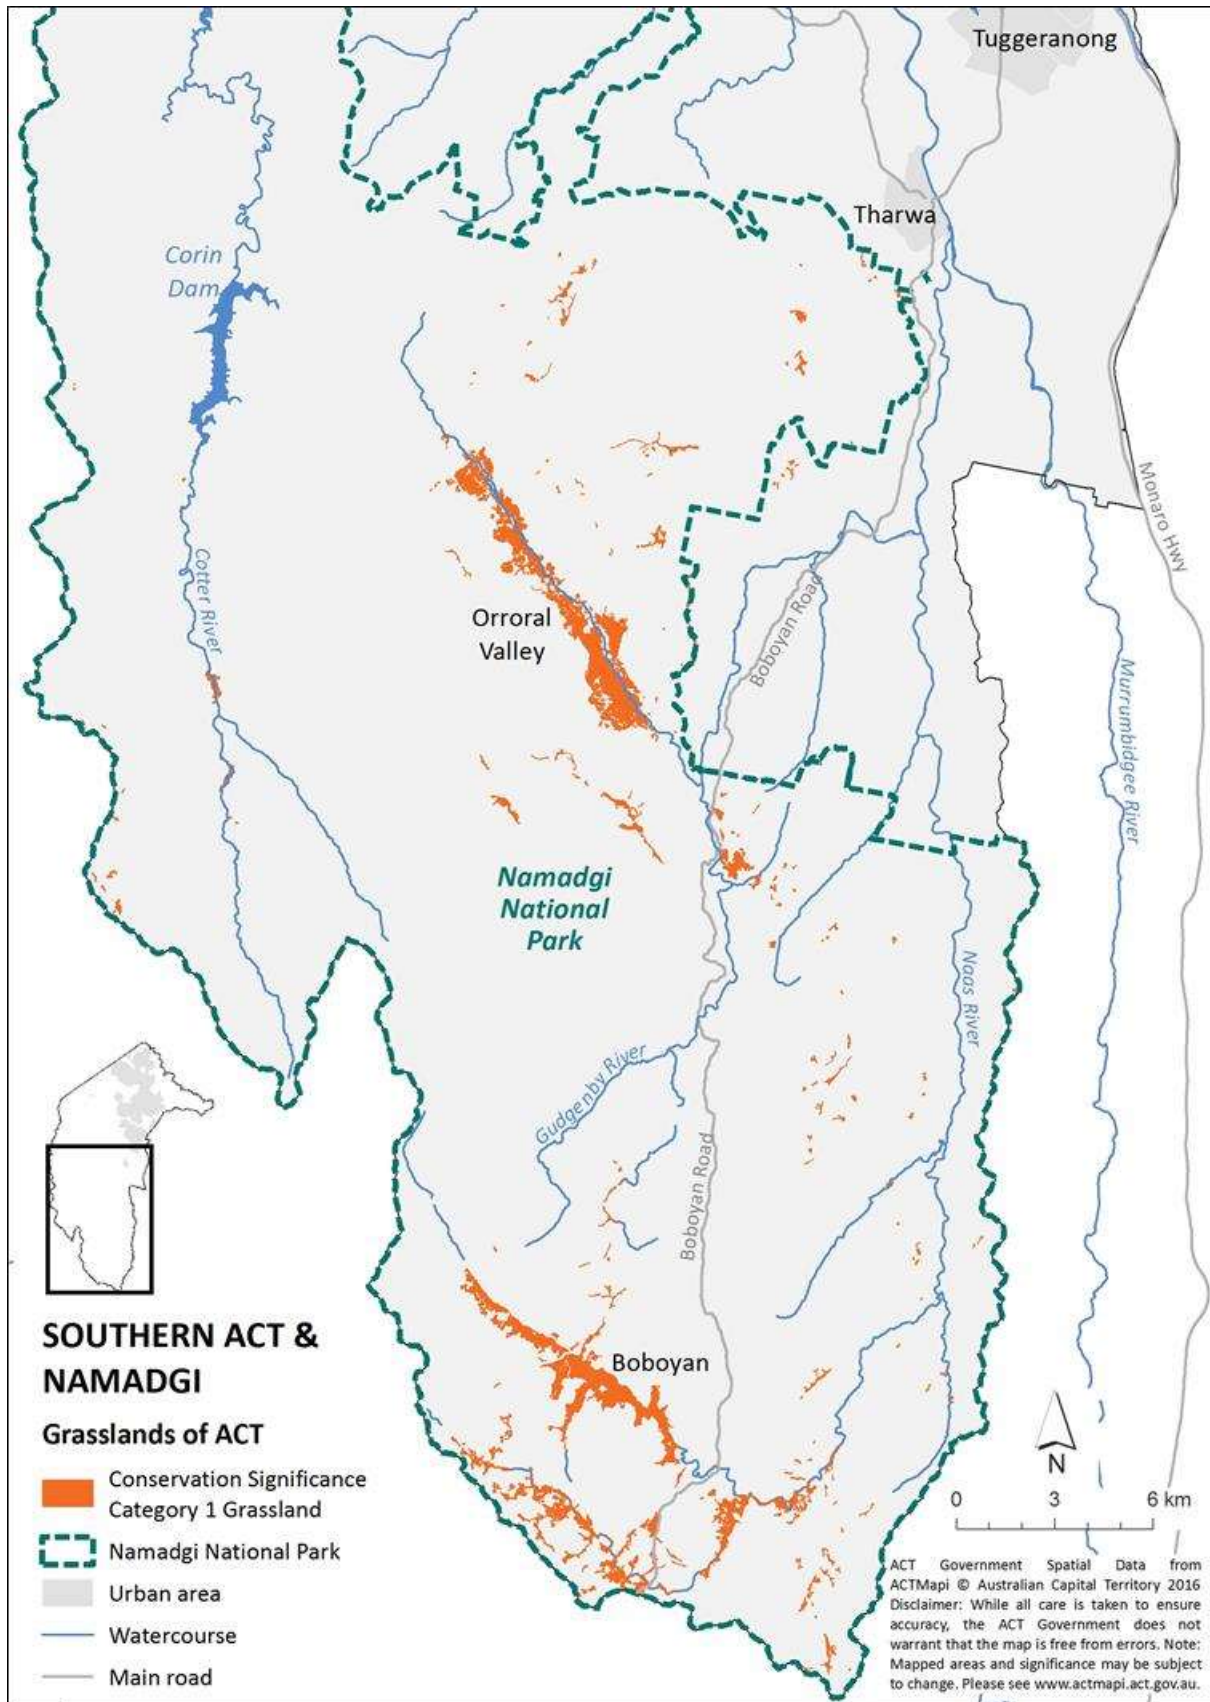 Tuggeranong
Tharwa
Corin
Dam
Monaro Hwy
Cotter River
Orroral
Valley
Boboyan Road
Murrumbidgee River
Namadgi
National
Park
Naas River
Gudgenby River
Boboyan Road
Boboyan
SOUTHERN ACT &
NAMADGI
Grasslands of ACT
Conservation Significance
Category 1 Grassland
Namadgi National Park
Urban area
Watercourse
Main road
N
0 3 6 km
ACT Government Spatial Data from
ACTMapi © Australian Capital Territory 2016
Disclaimer: While all care is taken to ensure
accuracy, the ACT Government does not
warrant that the map is free from errors. Note:
Mapped areas and significance may be subject
to change. Please see www.actmapi.act.gov.au.